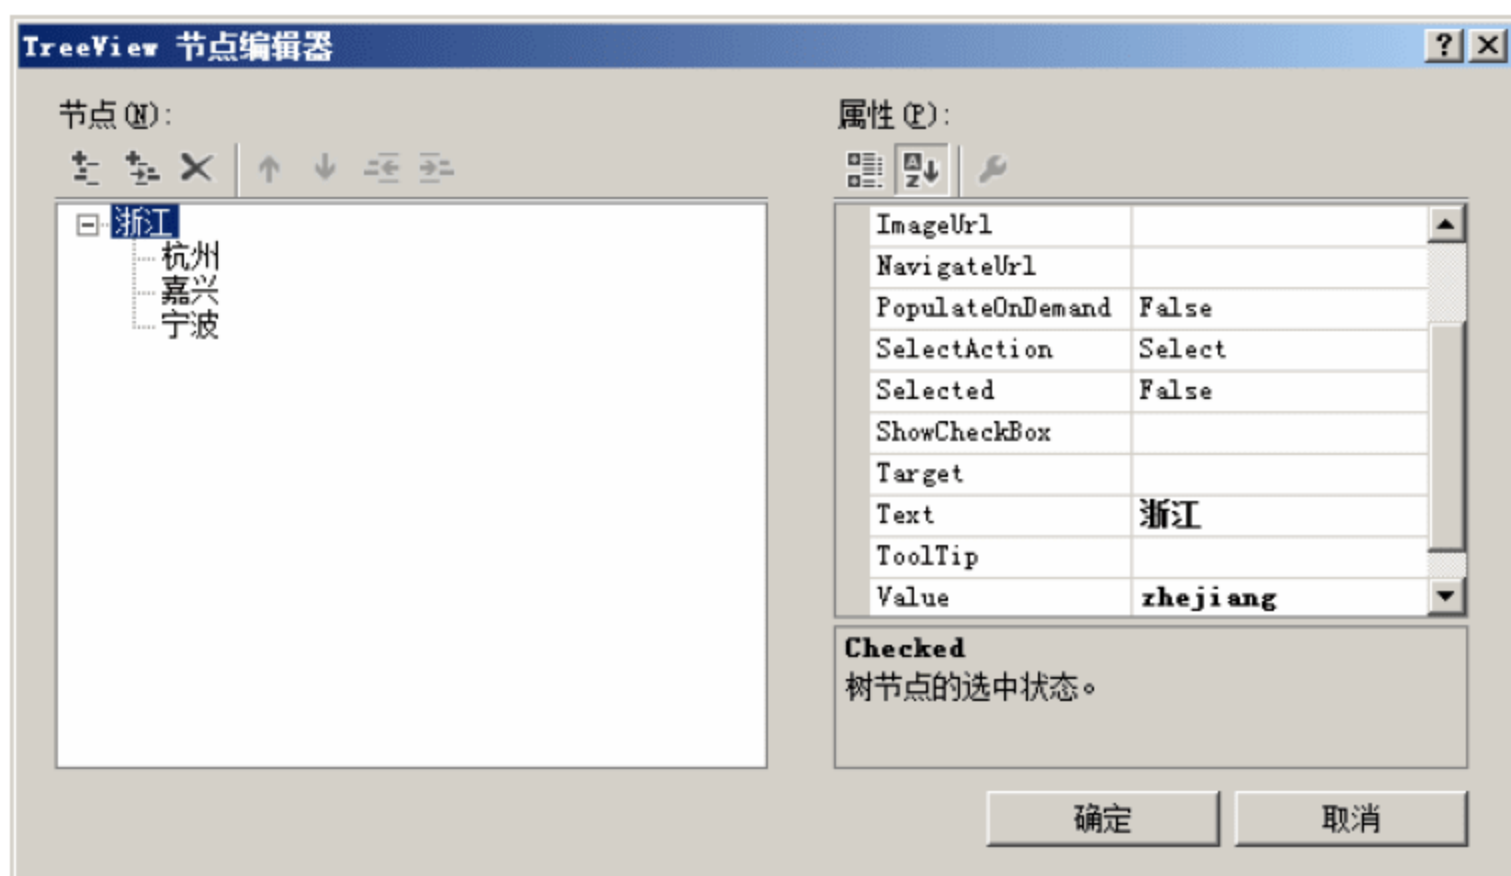 TreeView 节点编辑器
节点(N):
浙江
杭州
嘉兴
宁波
属性(P):
ImageUrl
NavigateUrl
PopulateOnDemand False
SelectAction Select
Selected False
ShowCheckBox
Target
Text 浙江
ToolTip
Value zhejiang
Checked
树节点的选中状态。
确定 取消